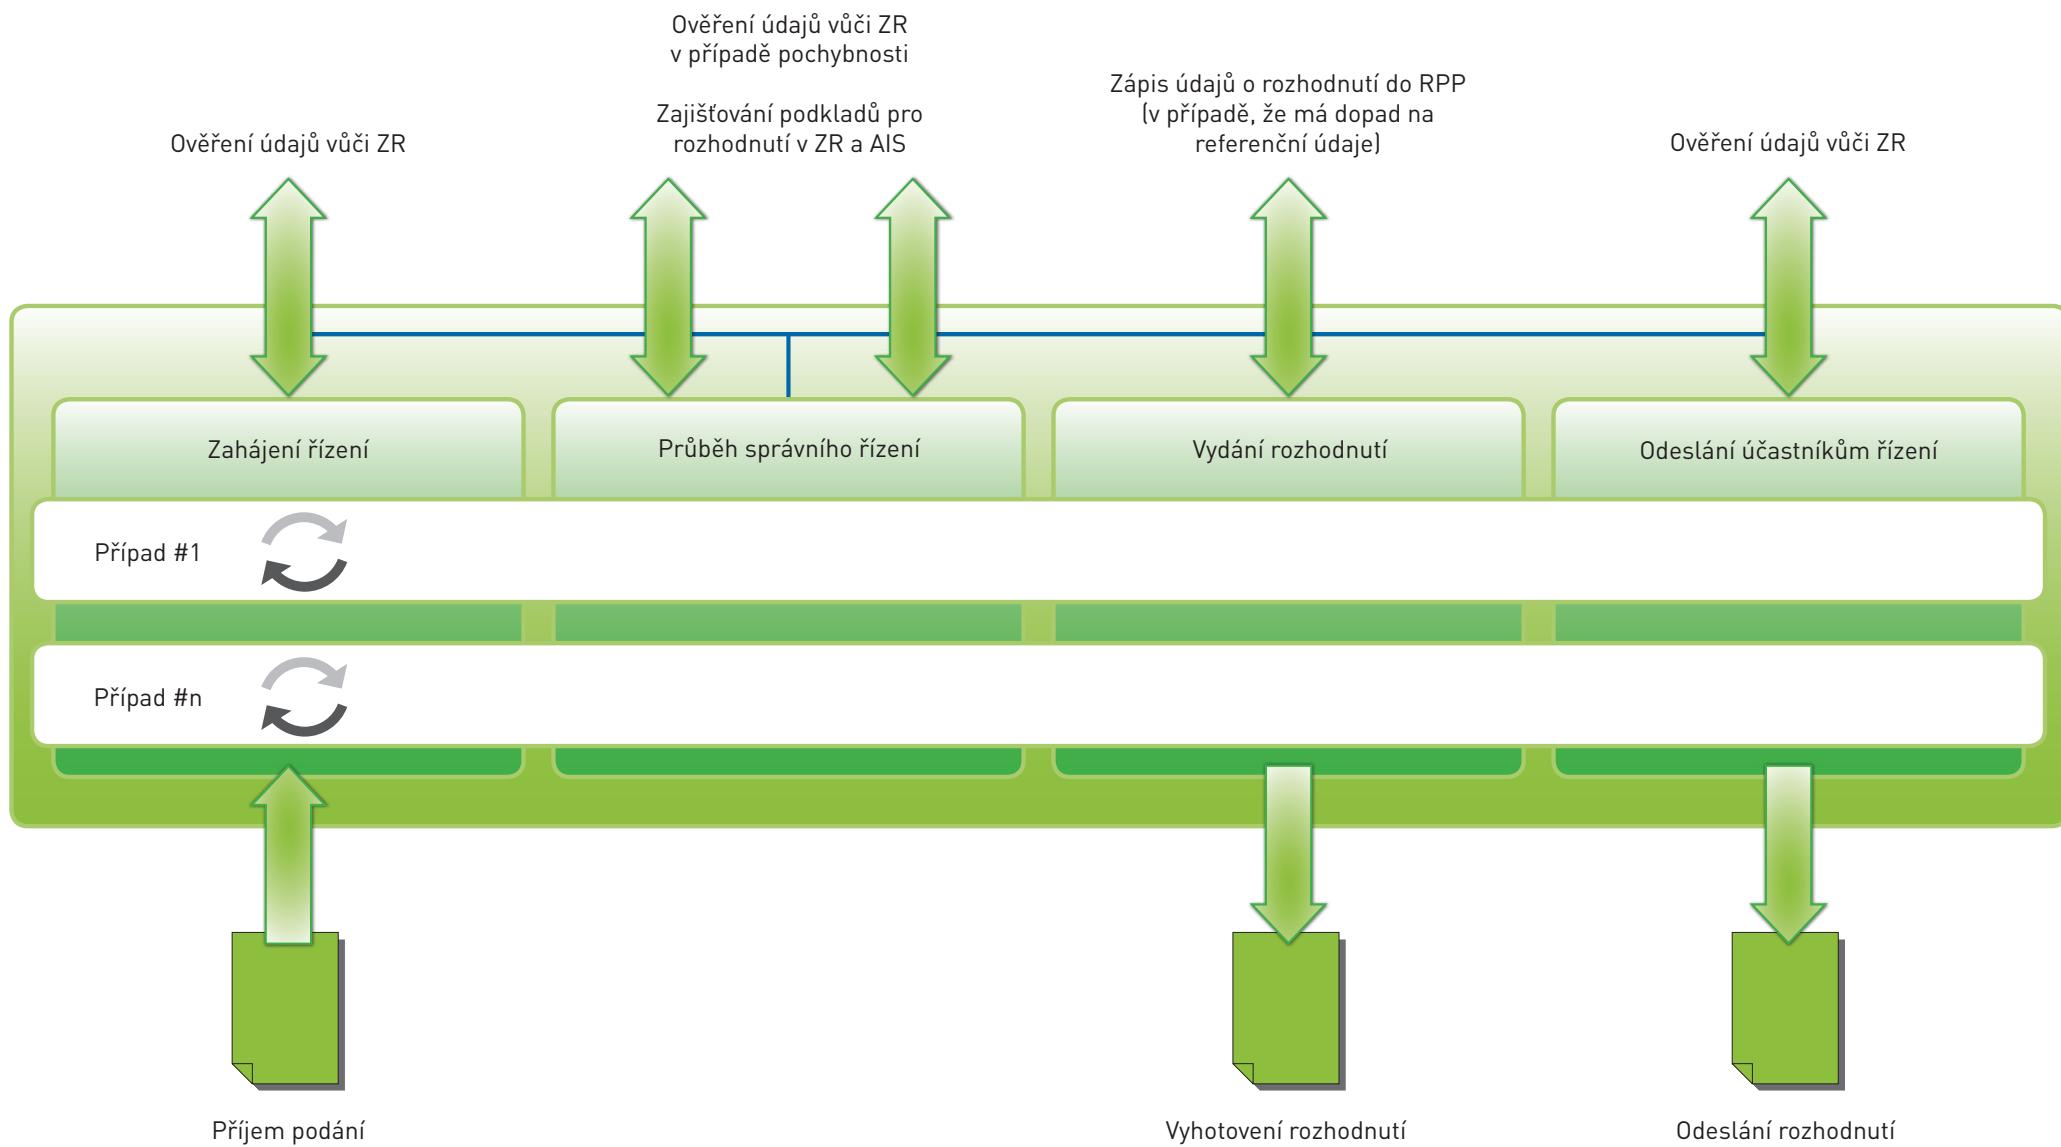 Ověření údajů vůči ZR
Ověření údajů vůči ZR
v případě pochybnosti
Zajišťování podkladů pro
rozhodnutí v ZR a AIS
Zápis údajů o rozhodnutí do RPP
(v případě, že má dopad na
referenční údaje)
Ověření údajů vůči ZR
Zahájení řízení
Průběh správního řízení
Vydání rozhodnutí
Odeslání účastníkům řízení
Případ #1
Případ #n
Příjem podání
Vyhotovení rozhodnutí
Odeslání rozhodnutí